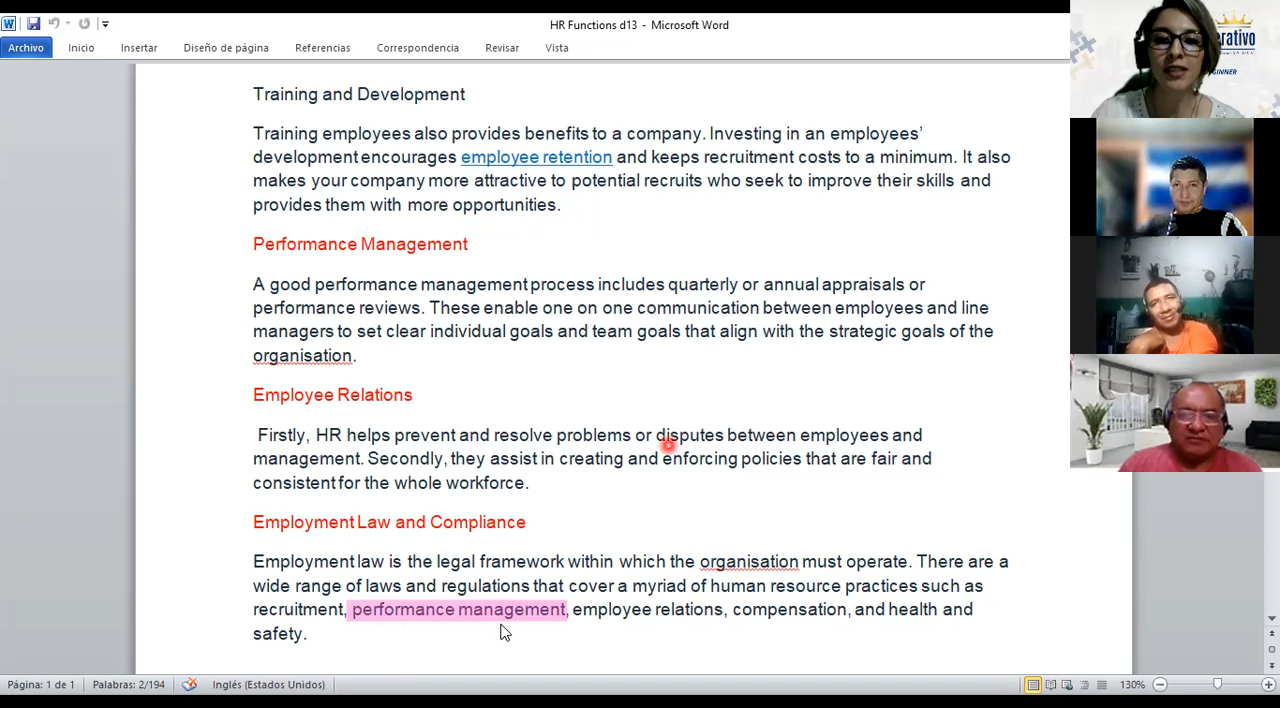 HR Functions d13 - Microsoft Word
Archivo Inicio Insertar Diseño de página Referencias Correspondencia Revisar Vista
erativo
GINNER
Training and Development
Training employees also provides benefits to a company. Investing in an employees’
development encourages employee retention and keeps recruitment costs to a minimum. It also
makes your company more attractive to potential recruits who seek to improve their skills and
provides them with more opportunities.
Performance Management
A good performance management process includes quarterly or annual appraisals or
performance reviews. These enable one on one communication between employees and line
managers to set clear individual goals and team goals that align with the strategic goals of the
organisation.
Employee Relations
Firstly, HR helps prevent and resolve problems or disputes between employees and
management. Secondly, they assist in creating and enforcing policies that are fair and
consistent for the whole workforce.
Employment Law and Compliance
Employment law is the legal framework within which the organisation must operate. There are a
wide range of laws and regulations that cover a myriad of human resource practices such as
recruitment, performance management, employee relations, compensation, and health and
safety.
Página: 1 de 1 Palabras: 2/194 Inglés (Estados Unidos) 130%